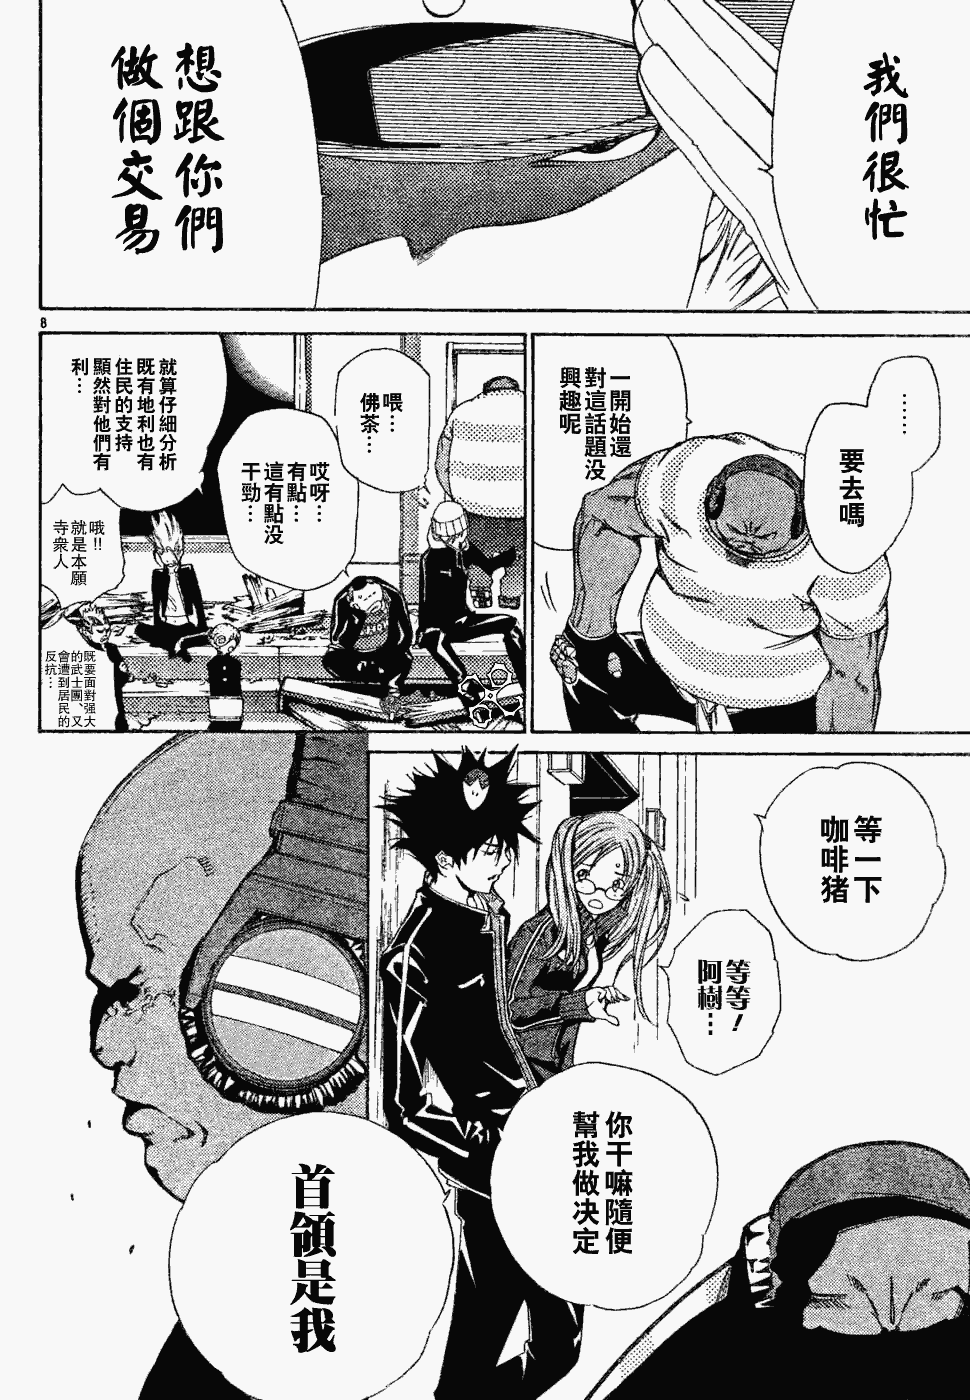 我們很忙
想跟你們
做個交易
8
⋯⋯
要去嗎
一開始還
對這話題没
興趣呢
喂⋯
佛茶⋯
哎呀⋯
有點⋯
這有點没
干勁⋯
就算仔細分析
既有地利也有
住民的支持
顯然對他們有
利⋯
哦!!
就是本願
寺衆人
既要面對强大
的武士團、又
會遭到居民的
反抗⋯
等一下
咖啡猪
等等!
阿樹⋯
你干嘛隨便
幫我做决定
首領是我